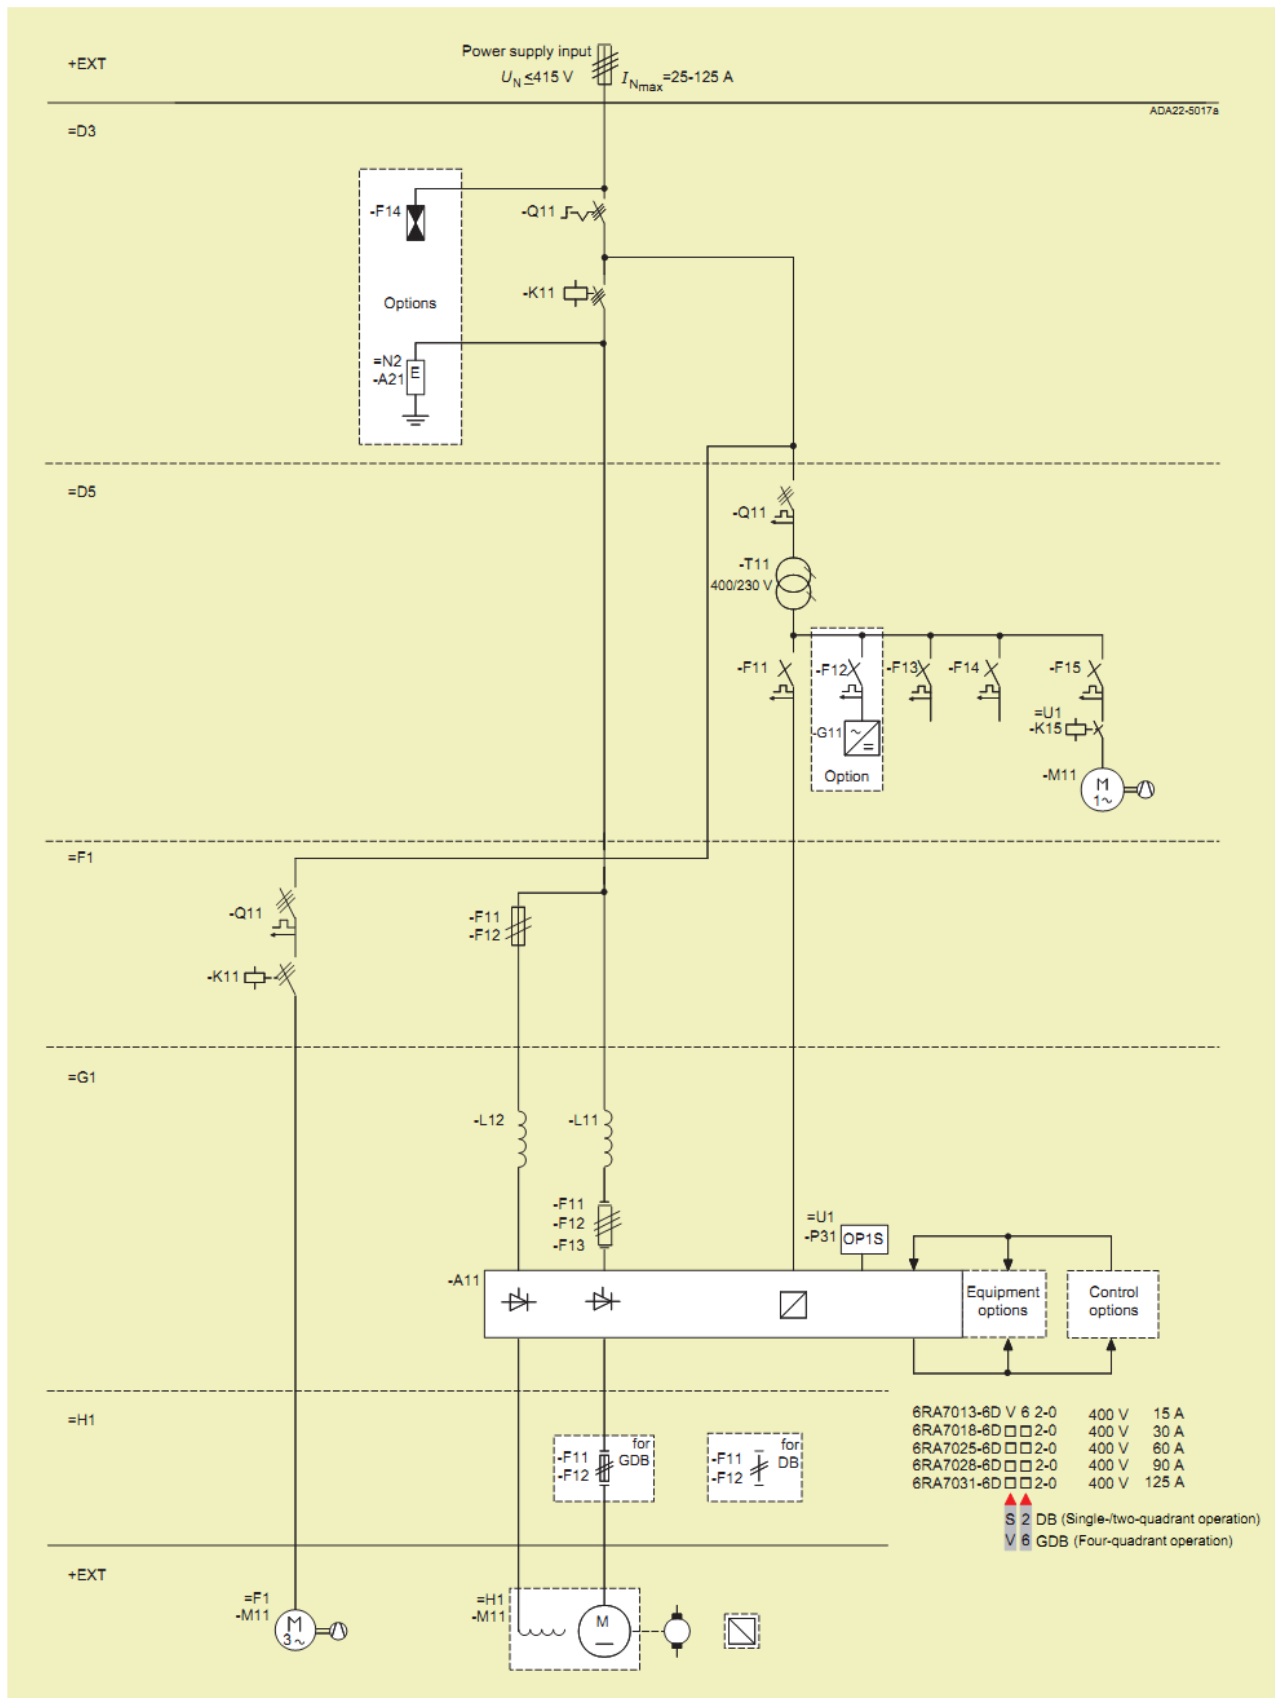 Power supply input
+EXT
U_N ≤415 V I_Nmax=25-125 A
ADA22-5017a
=D3
-F14
-Q11
-K11
Options
=N2
-A21
E
=D5
-Q11
-T11
400/230 V
-F11
-F12
-F13
-F14
-F15
=U1
-K15
-G11
~
=
Option
-M11
M
1~
=F1
-Q11
-F11
-F12
-K11
=G1
-L12
-L11
-F11
-F12
-F13
=U1
-P31
OP1S
-A11
Equipment
options
Control
options
=H1
for
GDB
-F11
-F12
for
DB
-F11
-F12
6RA7013-6D V 6 2-0 400 V 15 A
6RA7018-6D□□2-0 400 V 30 A
6RA7025-6D□□2-0 400 V 60 A
6RA7028-6D□□2-0 400 V 90 A
6RA7031-6D□□2-0 400 V 125 A
S 2 DB (Single-/two-quadrant operation)
V 6 GDB (Four-quadrant operation)
+EXT
=F1
-M11
M
3~
=H1
-M11
M